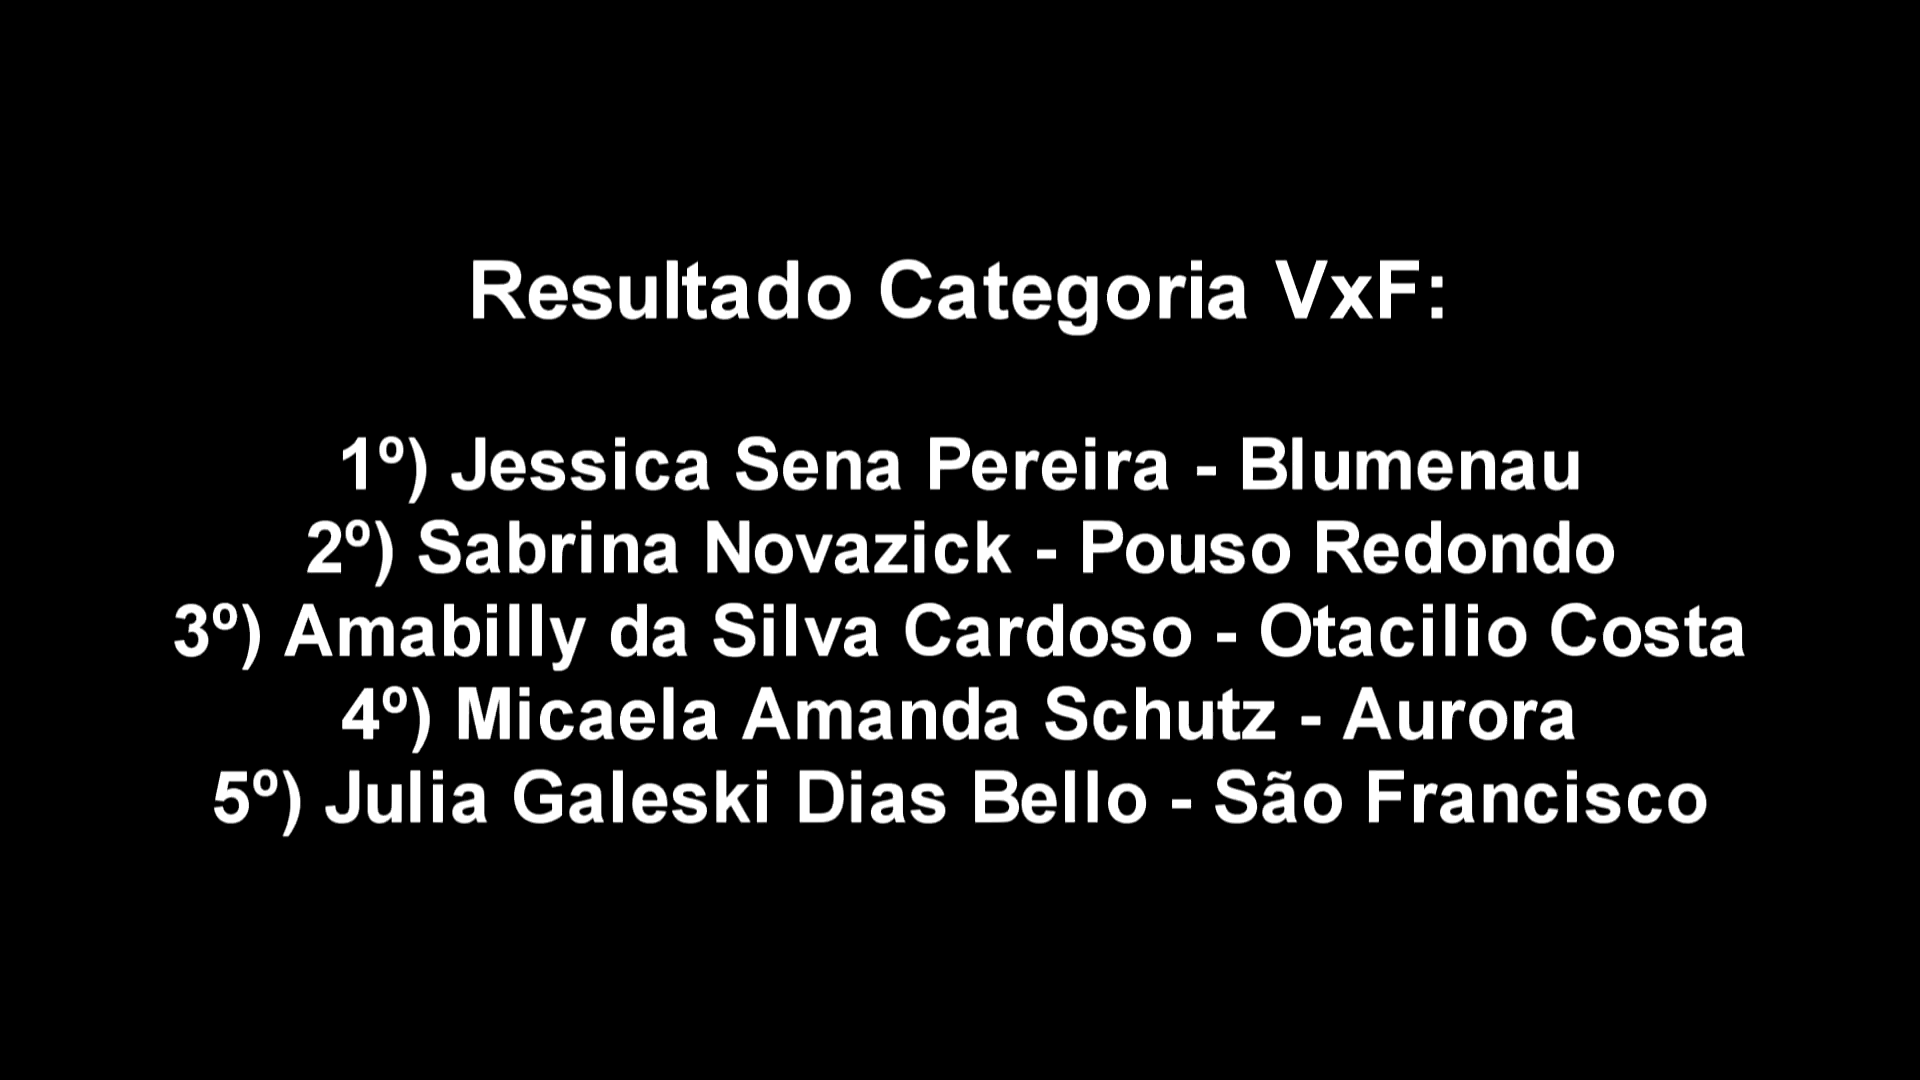 Resultado Categoria VxF:
1º) Jessica Sena Pereira - Blumenau
2º) Sabrina Novazick - Pouso Redondo
3º) Amabilly da Silva Cardoso - Otacilio Costa
4º) Micaela Amanda Schutz - Aurora
5º) Julia Galeski Dias Bello - São Francisco